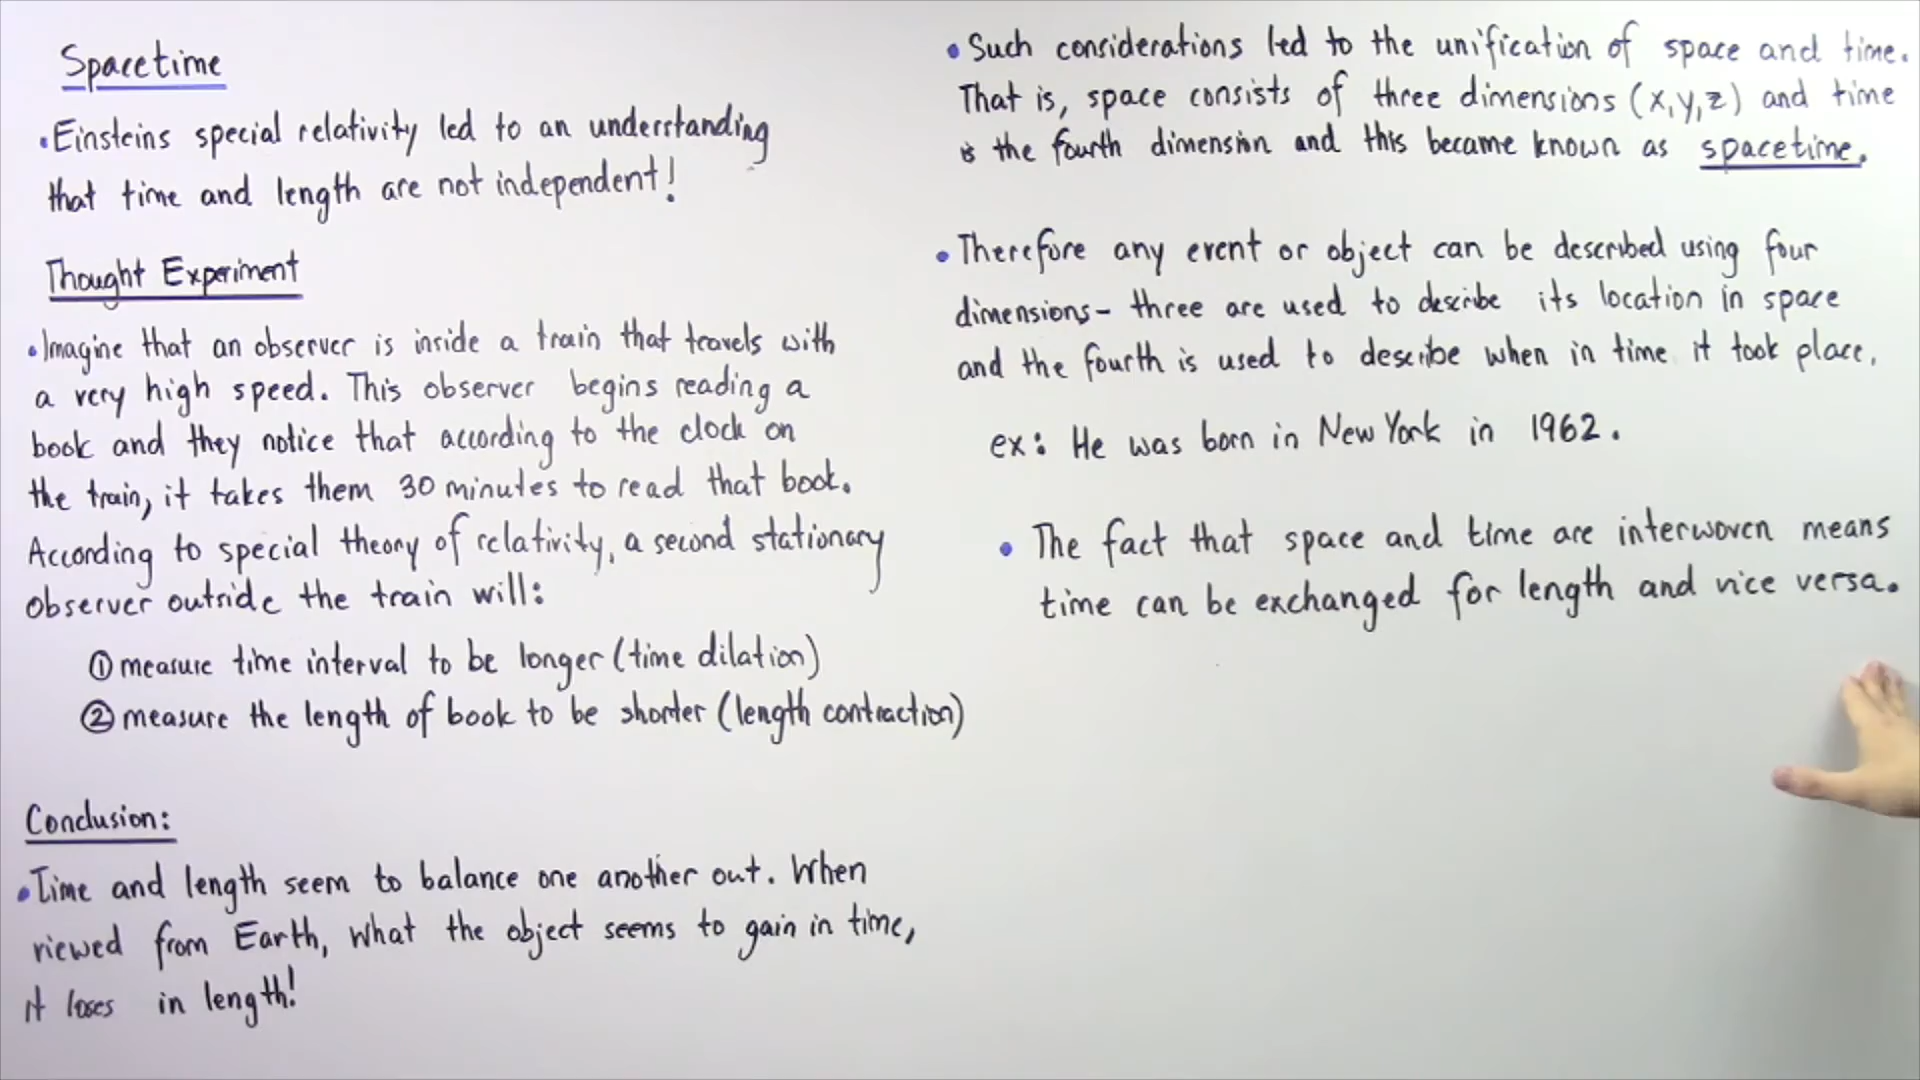 Spacetime
•Einsteins special relativity led to an understanding
that time and length are not independent!
Thought Experiment
•Imagine that an observer is inside a train that travels with
a very high speed. This observer begins reading a
book and they notice that according to the clock on
the train, it takes them 30 minutes to read that book.
According to special theory of relativity, a second stationary
observer outside the train will:
① measure time interval to be longer (time dilation)
② measure the length of book to be shorter (length contraction)
Conclusion:
•Time and length seem to balance one another out. When
viewed from Earth, what the object seems to gain in time,
it loses in length!
• Such considerations led to the unification of space and time.
That is, space consists of three dimensions (x,y,z) and time
is the fourth dimension and this became known as spacetime.
• Therefore any event or object can be described using four
dimensions- three are used to describe its location in space
and the fourth is used to describe when in time it took place.
ex: He was born in New York in 1962.
• The fact that space and time are interwoven means
time can be exchanged for length and vice versa.